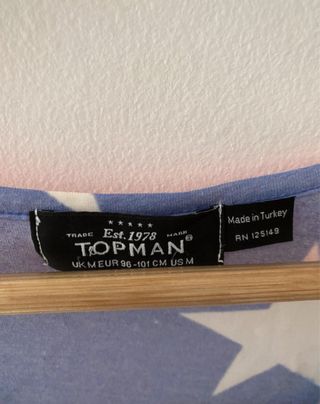 ★★★★★
TRADE Est. 1978 MARK ®
TOPMAN
UK M EUR 96-101 CM US M
Made in Turkey
RN 125149